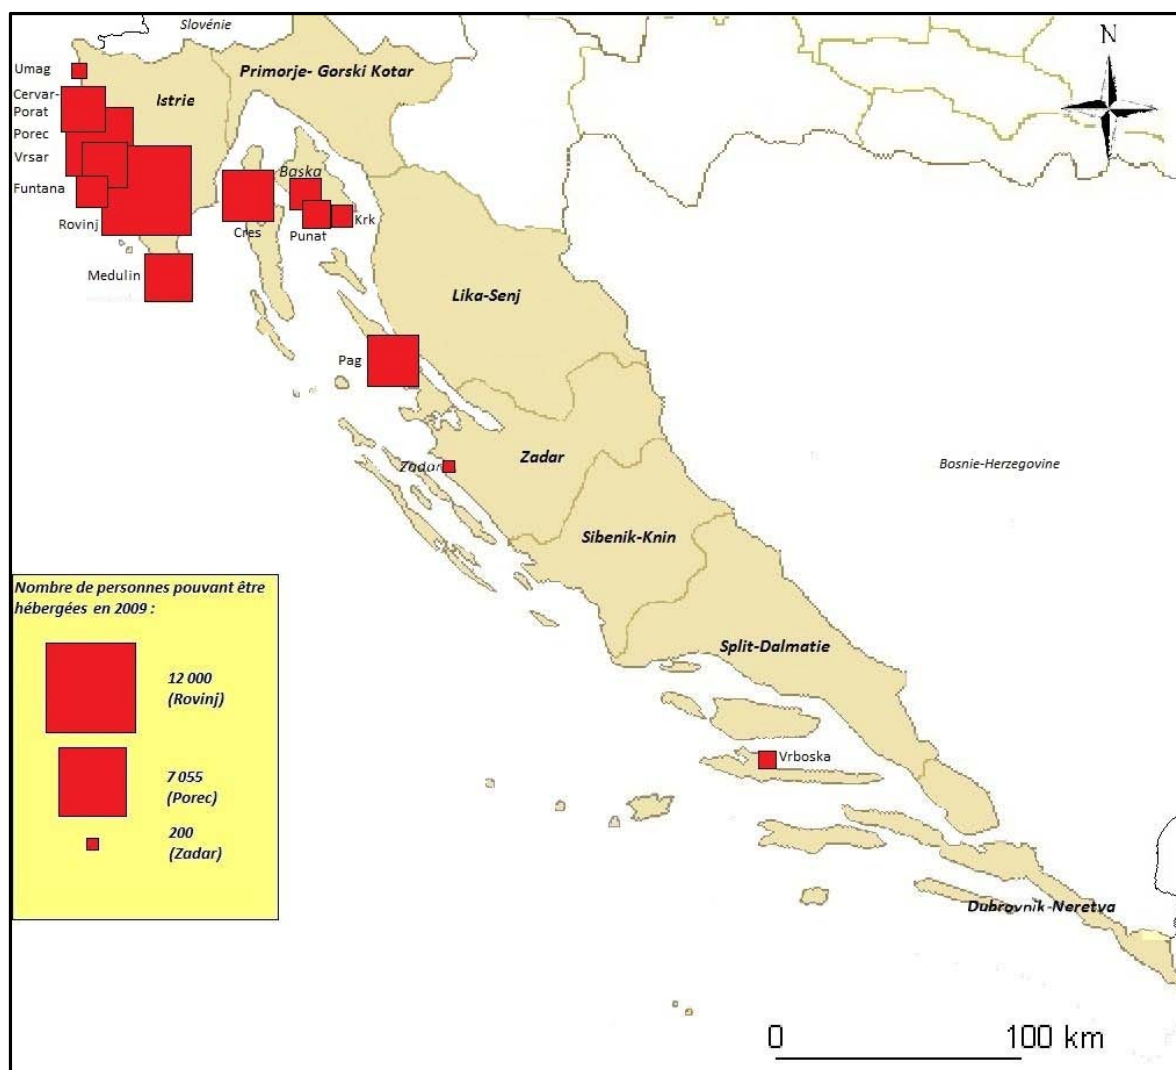 Slovénie
N
Umag
Primorje- Gorski Kotar
Cervar-
Porat
Istrie
Porec
Vrsar
Baska
Funtana
Rovinj
Cres
Punat
Krk
Medulin
Lika-Senj
Pag
Zadar
Zadar
Bosnie-Herzegovine
Sibenik-Knin
Nombre de personnes pouvant être
hébergées en 2009 :
12 000
(Rovinj)
7 055
(Porec)
200
(Zadar)
Split-Dalmatie
Vrboska
Dubrovnik-Neretva
0 100 km